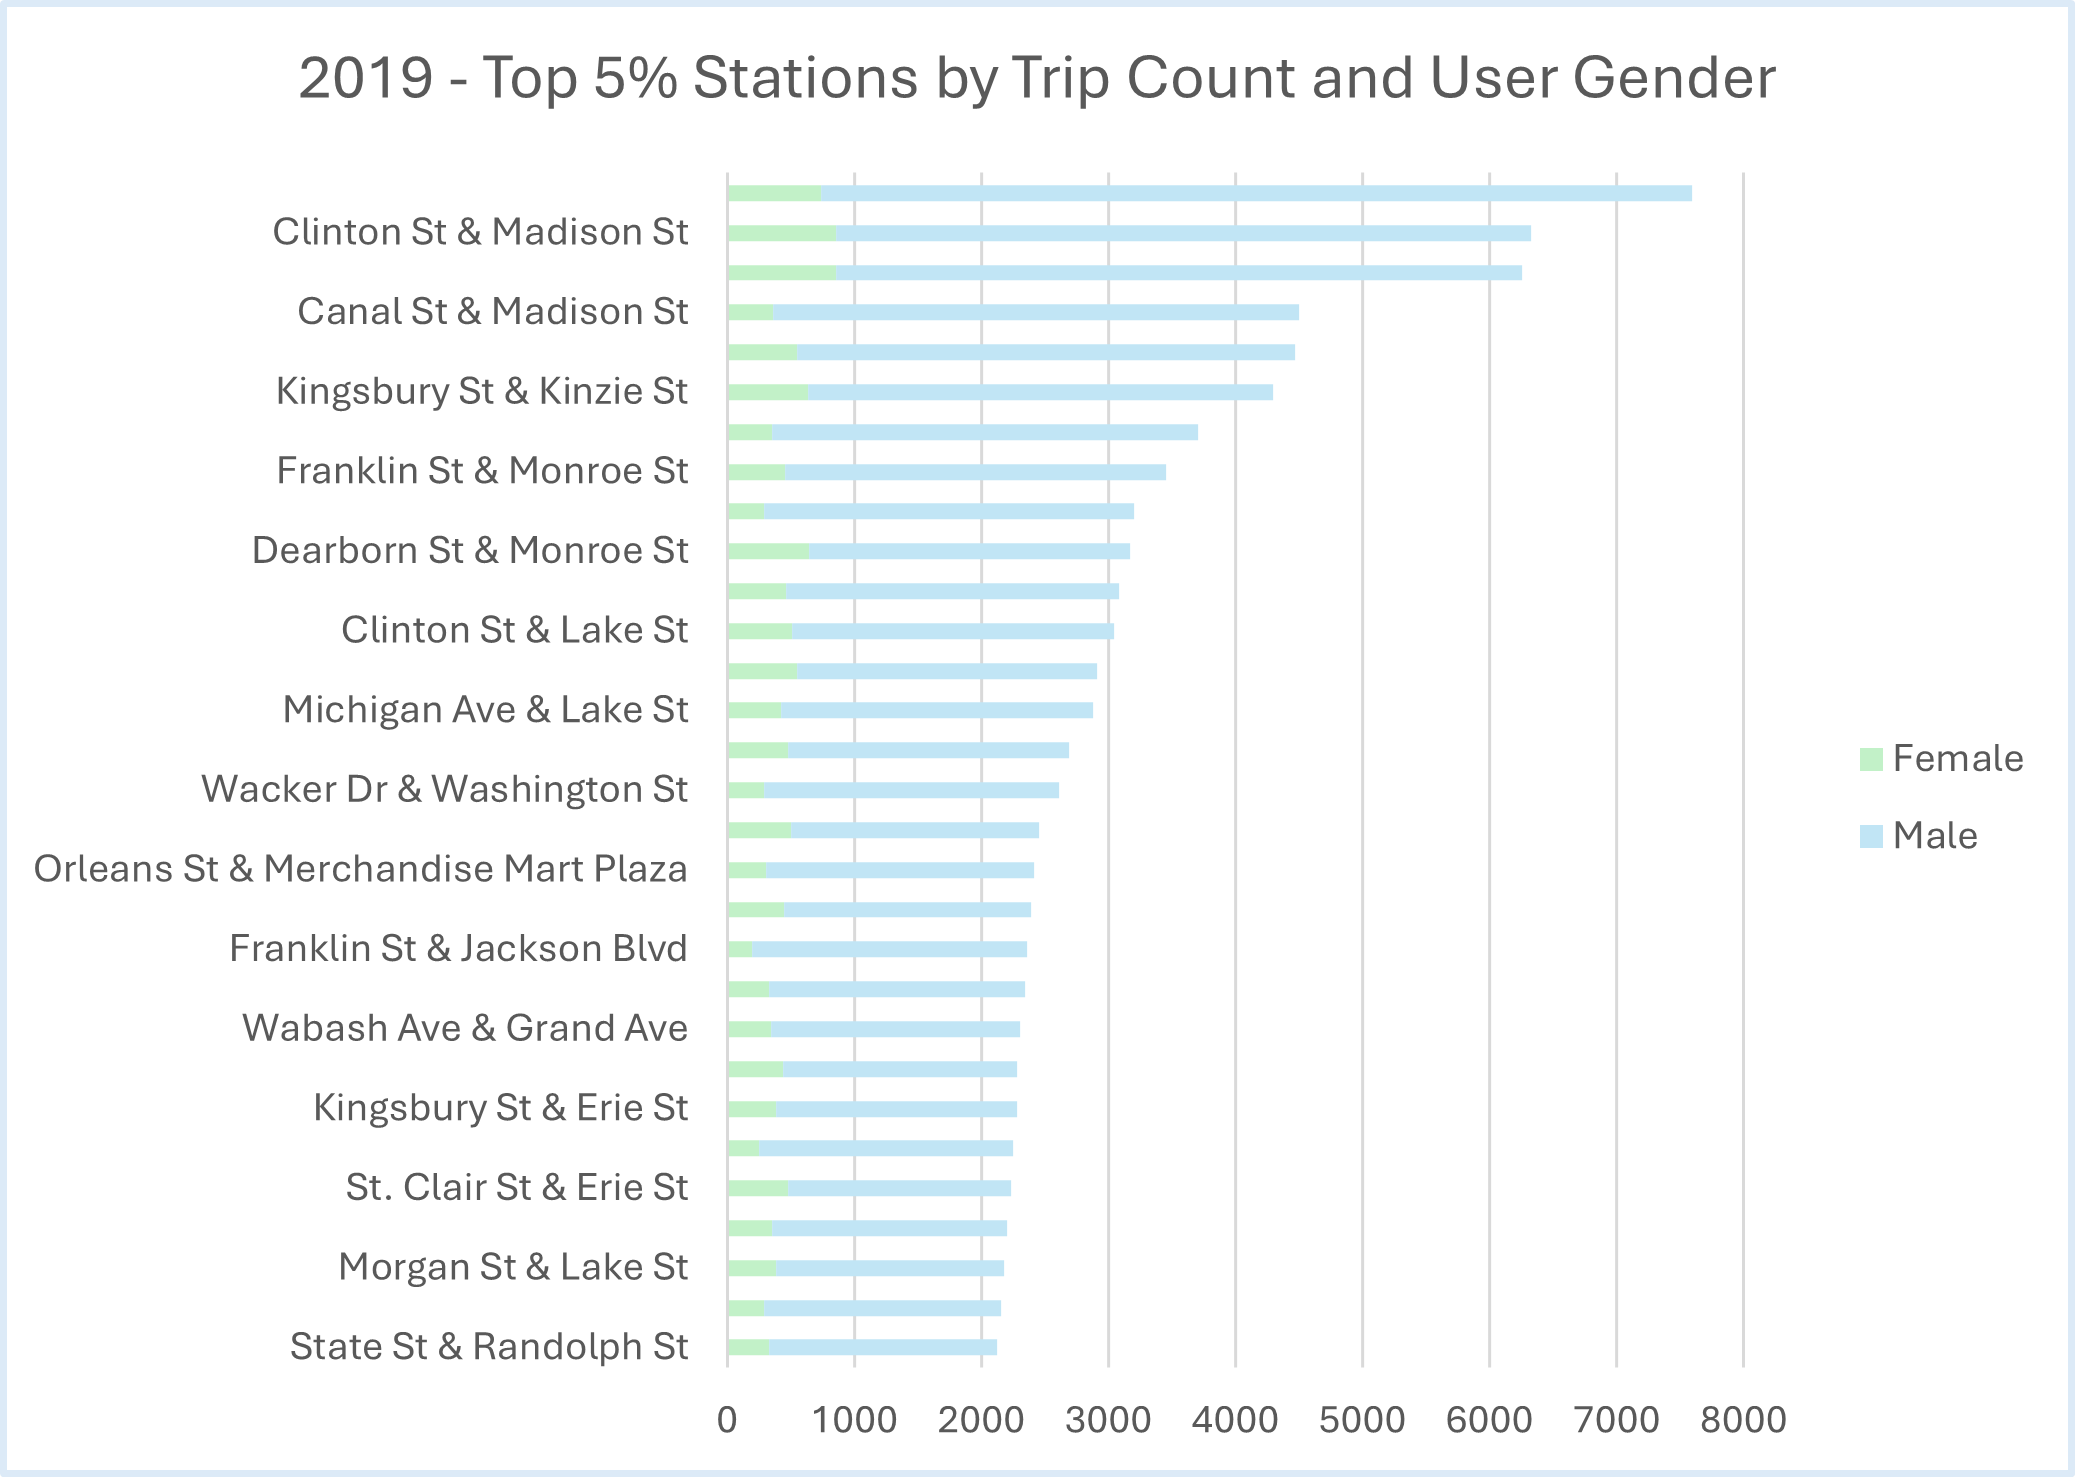 2019 - Top 5% Stations by Trip Count and User Gender
Clinton St & Madison St
Canal St & Madison St
Kingsbury St & Kinzie St
Franklin St & Monroe St
Dearborn St & Monroe St
Clinton St & Lake St
Michigan Ave & Lake St
Wacker Dr & Washington St
Orleans St & Merchandise Mart Plaza
Franklin St & Jackson Blvd
Wabash Ave & Grand Ave
Kingsbury St & Erie St
St. Clair St & Erie St
Morgan St & Lake St
State St & Randolph St
0 1000 2000 3000 4000 5000 6000 7000 8000
Female
Male